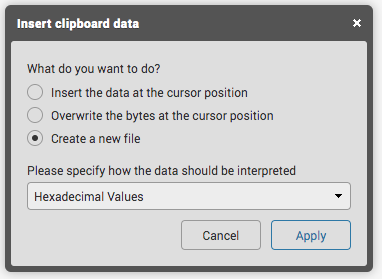 Insert clipboard data
What do you want to do?
Insert the data at the cursor position
Overwrite the bytes at the cursor position
Create a new file
Please specify how the data should be interpreted
Hexadecimal Values
Cancel
Apply